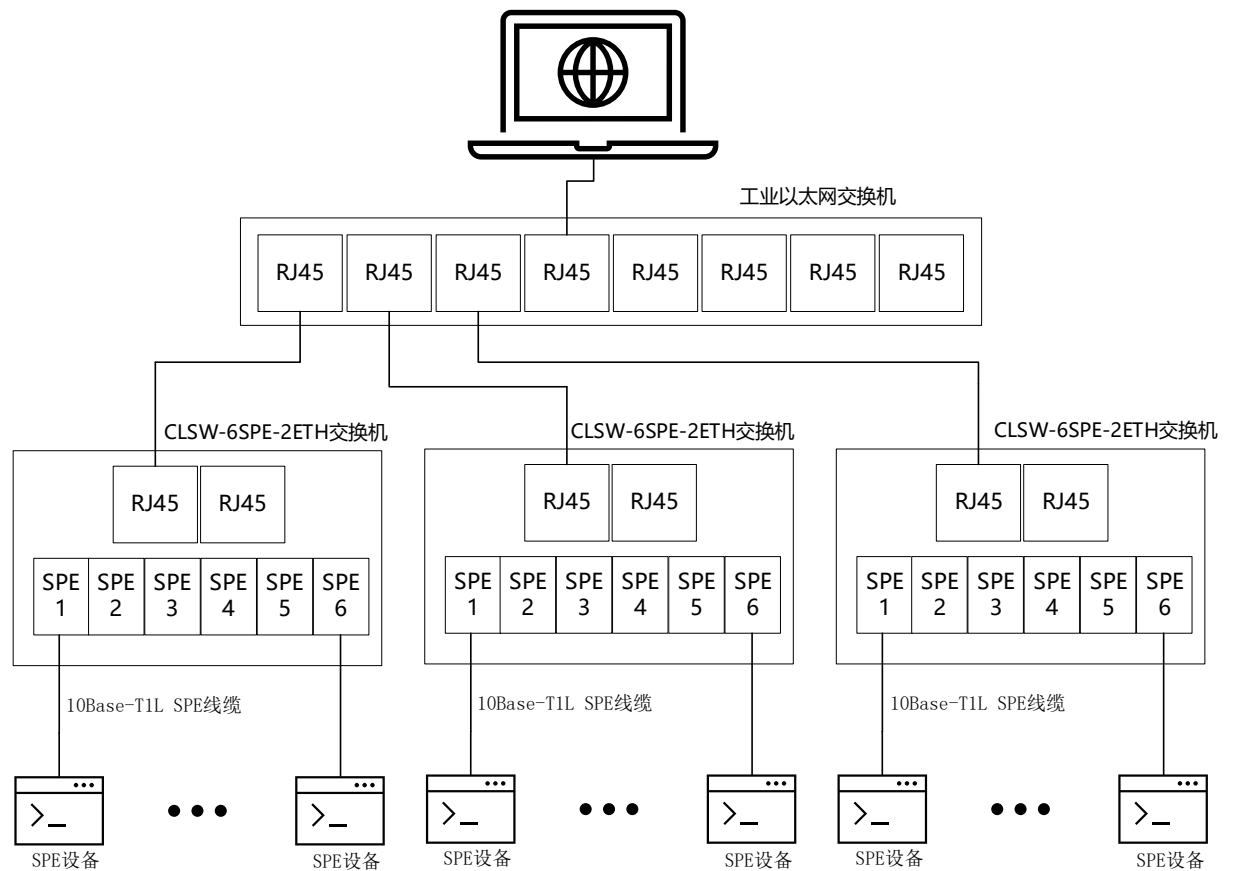 工业以太网交换机
RJ45 RJ45 RJ45 RJ45 RJ45 RJ45 RJ45 RJ45
CLSW-6SPE-2ETH交换机 CLSW-6SPE-2ETH交换机 CLSW-6SPE-2ETH交换机
RJ45 RJ45 RJ45 RJ45 RJ45 RJ45
SPE SPE SPE SPE SPE SPE SPE SPE SPE SPE SPE SPE SPE SPE SPE SPE SPE SPE
1 2 3 4 5 6 1 2 3 4 5 6 1 2 3 4 5 6
10Base-T1L SPE线缆 10Base-T1L SPE线缆 10Base-T1L SPE线缆
SPE设备 SPE设备 SPE设备 SPE设备 SPE设备 SPE设备